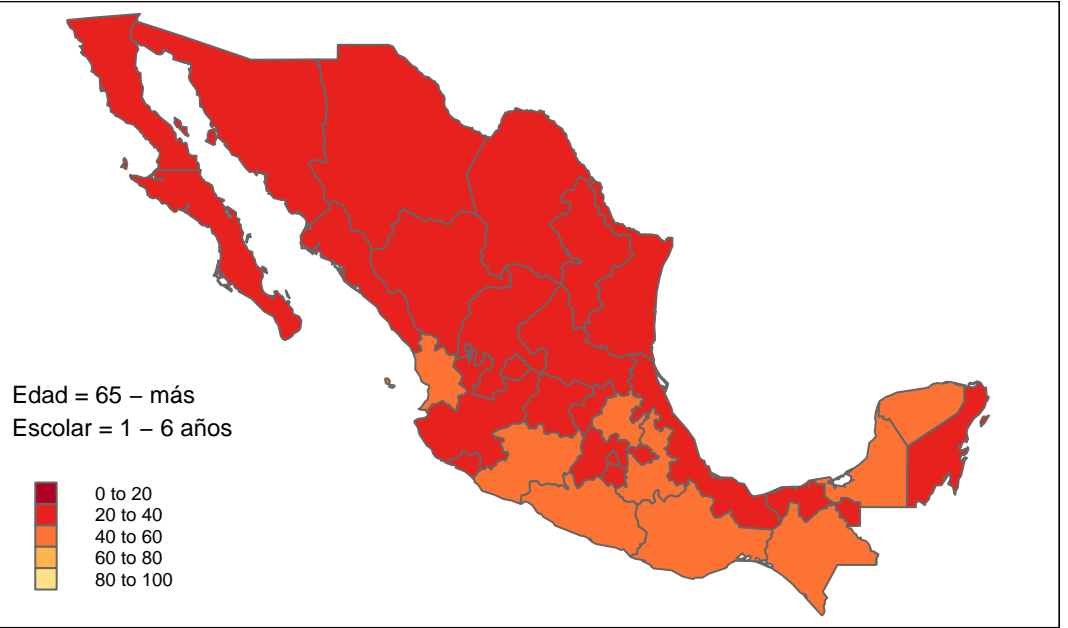 Edad = 65 − más
Escolar = 1 − 6 años
0 to 20
20 to 40
40 to 60
60 to 80
80 to 100